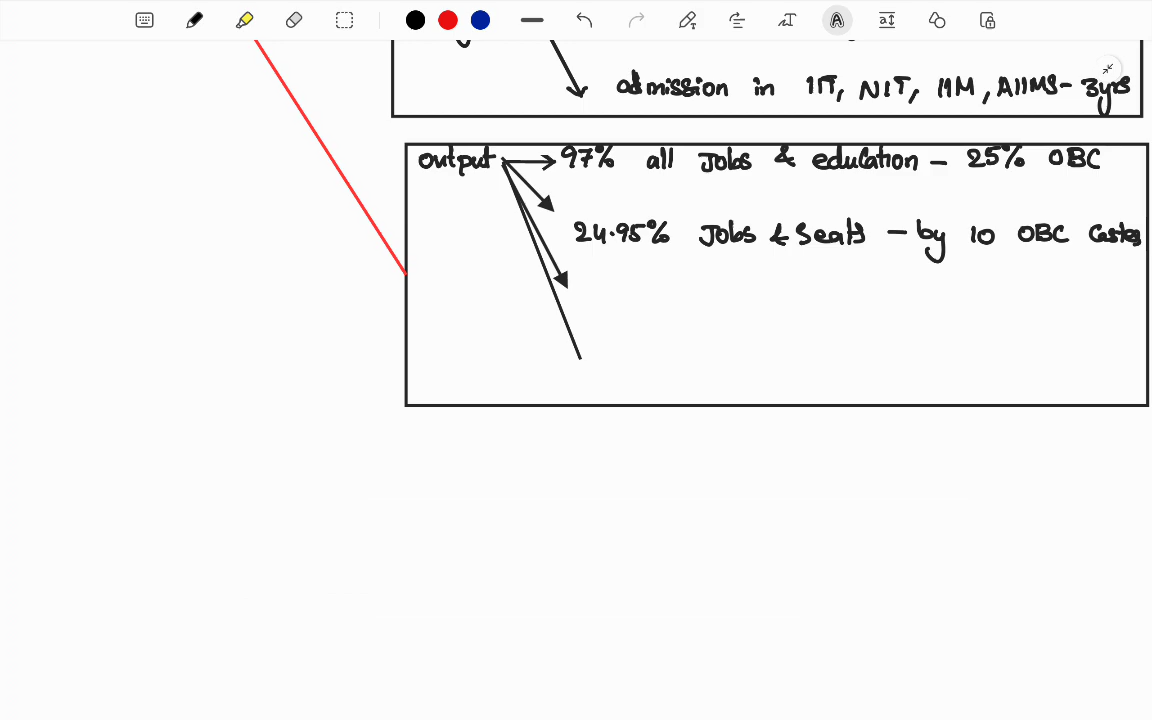 admission in IIT, NIT, IIM, AIIMS - 3yrs
output → 97% all Jobs & education - 25% OBC
24.95% Jobs & Seats - by 10 OBC Castes